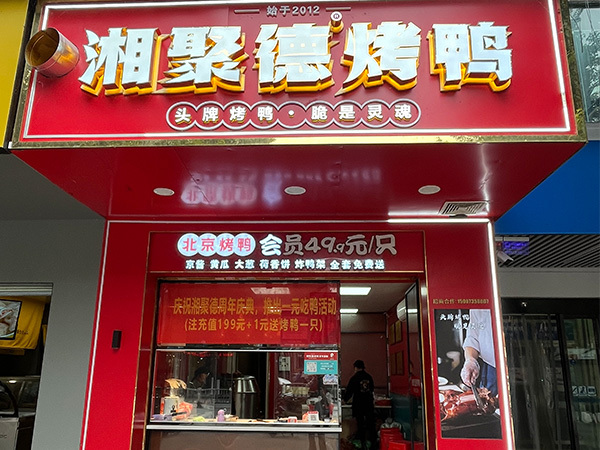 始于2012
湘聚德烤鸭
头牌烤鸭·脆是灵魂
北京烤鸭 会员49.9元/只
京酱 黄瓜 大葱 荷香饼 炸鸭架 全套免费送
庆祝湘聚德周年庆典，推出一元吃鸭活动
(注充值199元+1元送烤鸭一只)